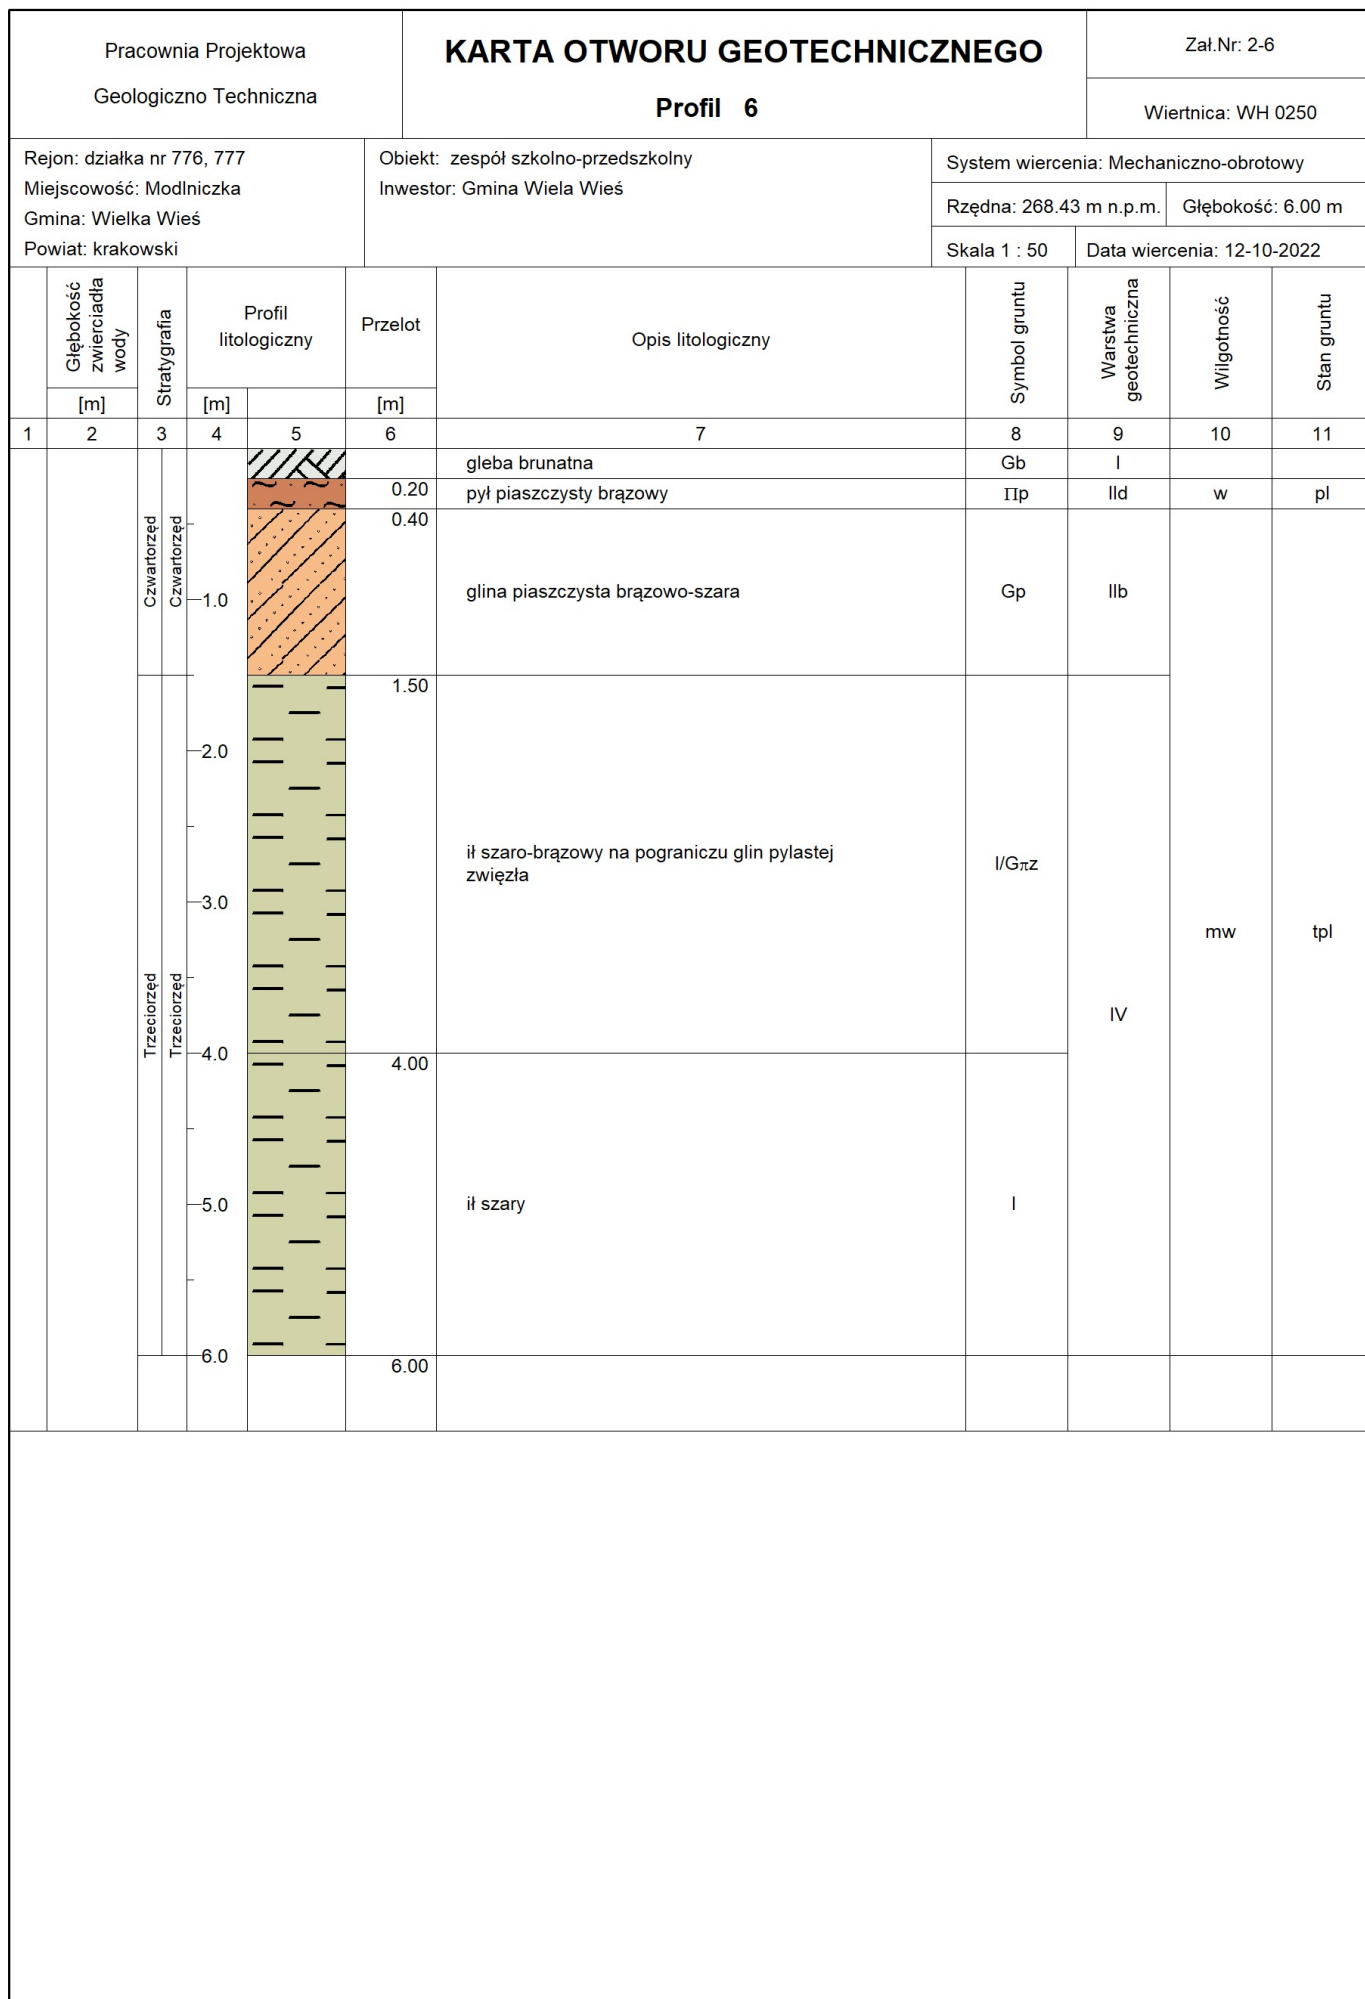 Pracownia Projektowa
Geologiczno Techniczna
KARTA OTWORU GEOTECHNICZNEGO
Profil 6
Zał.Nr: 2-6
Wiertnica: WH 0250
Rejon: działka nr 776, 777
Miejscowość: Modlniczka
Gmina: Wielka Wieś
Powiat: krakowski
Obiekt: zespół szkolno-przedszkolny
Inwestor: Gmina Wiela Wieś
System wiercenia: Mechaniczno-obrotowy
Rzędna: 268.43 m n.p.m.
Głębokość: 6.00 m
Skala 1 : 50
Data wiercenia: 12-10-2022
Głębokość
zwierciadła
wody
[m]
Stratygrafia
Profil
litologiczny
[m]
Przelot
[m]
Opis litologiczny
Symbol gruntu
Warstwa
geotechniczna
Wilgotność
Stan gruntu
1 2 3 4 5 6 7 8 9 10 11
gleba brunatna Gb I
0.20 pył piaszczysty brązowy Πp IId w pl
0.40
Czwartorzęd
Czwartorzęd
1.0
glina piaszczysta brązowo-szara Gp IIb
1.50
2.0
ił szaro-brązowy na pograniczu glin pylastej
zwięzła
I/Gπz
3.0
mw tpl
Trzeciorzęd
Trzeciorzęd
IV
4.0
4.00
5.0
ił szary I
6.0
6.00